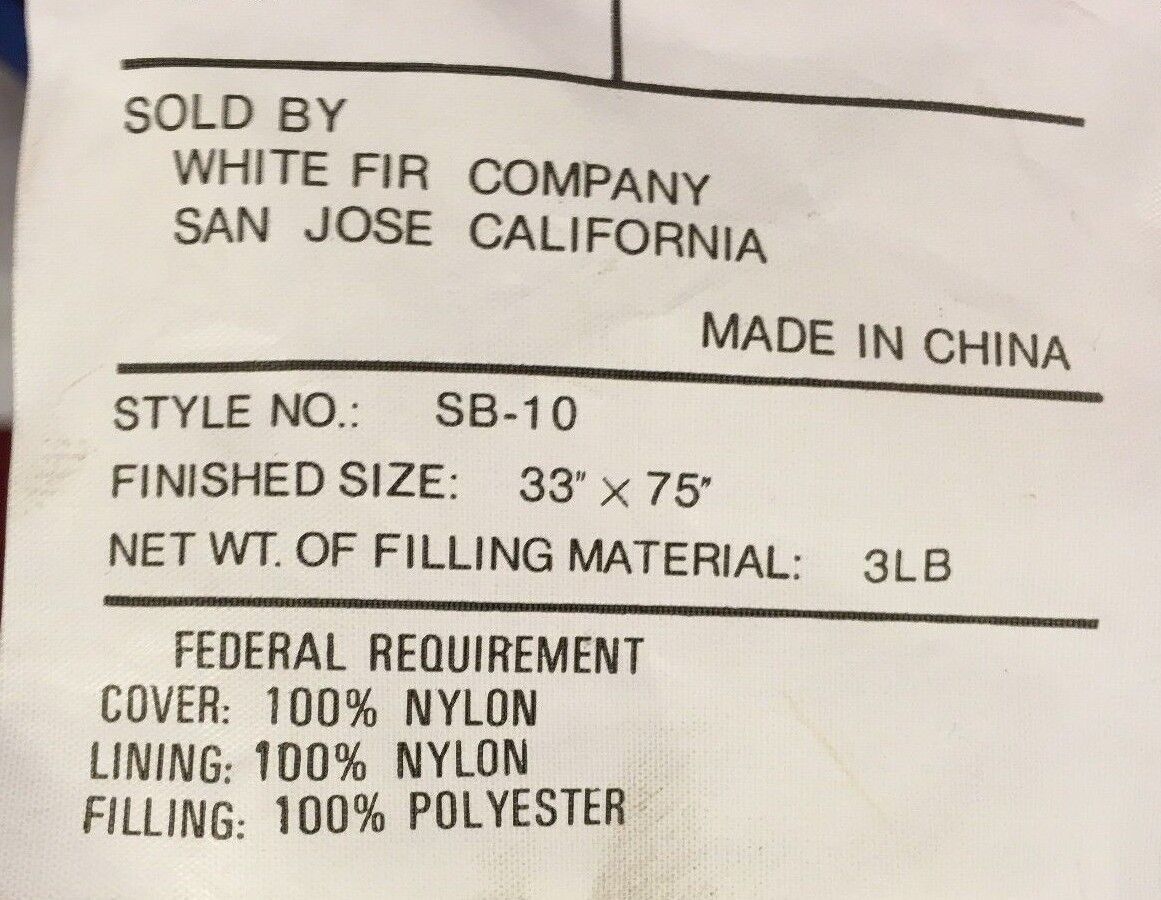 SOLD BY
WHITE FIR COMPANY
SAN JOSE CALIFORNIA
MADE IN CHINA
STYLE NO.: SB-10
FINISHED SIZE: 33" x 75"
NET WT. OF FILLING MATERIAL: 3LB
FEDERAL REQUIREMENT
COVER: 100% NYLON
LINING: 100% NYLON
FILLING: 100% POLYESTER